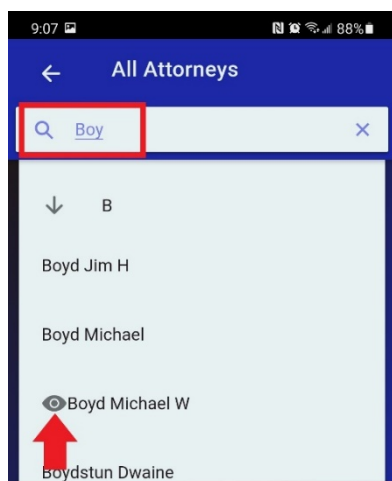 9:07 88%
All Attorneys
Boy
B
Boyd Jim H
Boyd Michael
Boyd Michael W
Boydstun Dwaine